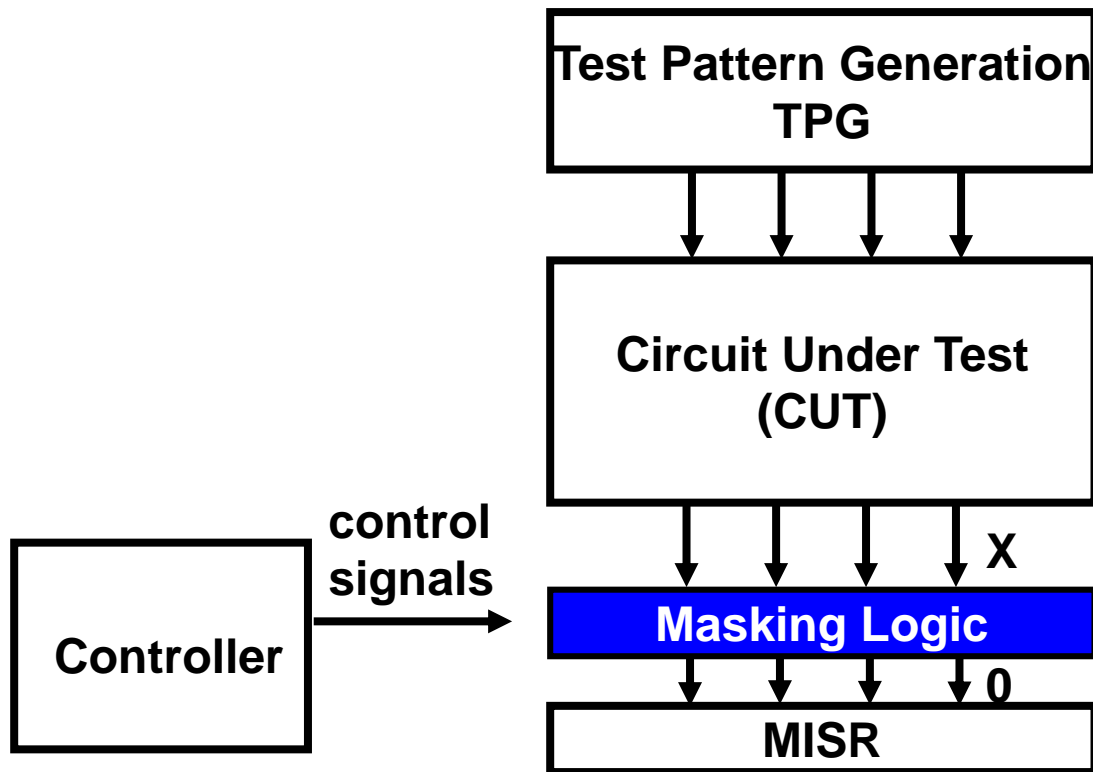 Test Pattern Generation
TPG
Circuit Under Test
(CUT)
control
signals
X
Controller
Masking Logic
0
MISR